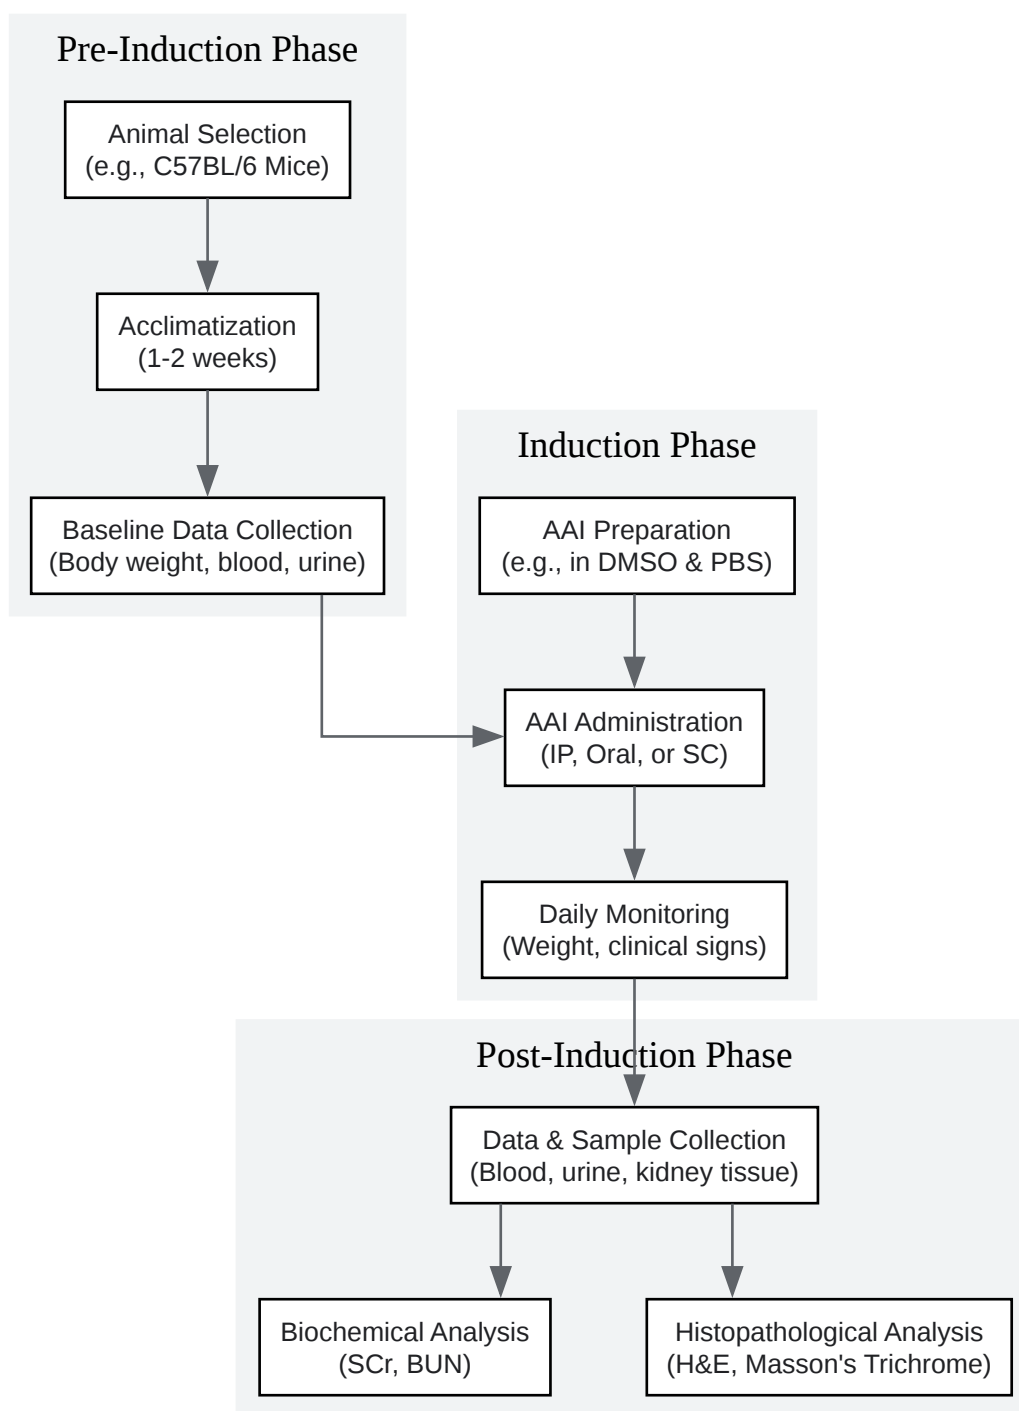 Pre-Induction Phase
Animal Selection
(e.g., C57BL/6 Mice)
Acclimatization
(1-2 weeks)
Baseline Data Collection
(Body weight, blood, urine)
Induction Phase
AAI Preparation
(e.g., in DMSO & PBS)
AAI Administration
(IP, Oral, or SC)
Daily Monitoring
(Weight, clinical signs)
Post-Induction Phase
Data & Sample Collection
(Blood, urine, kidney tissue)
Biochemical Analysis
(SCr, BUN)
Histopathological Analysis
(H&E, Masson's Trichrome)